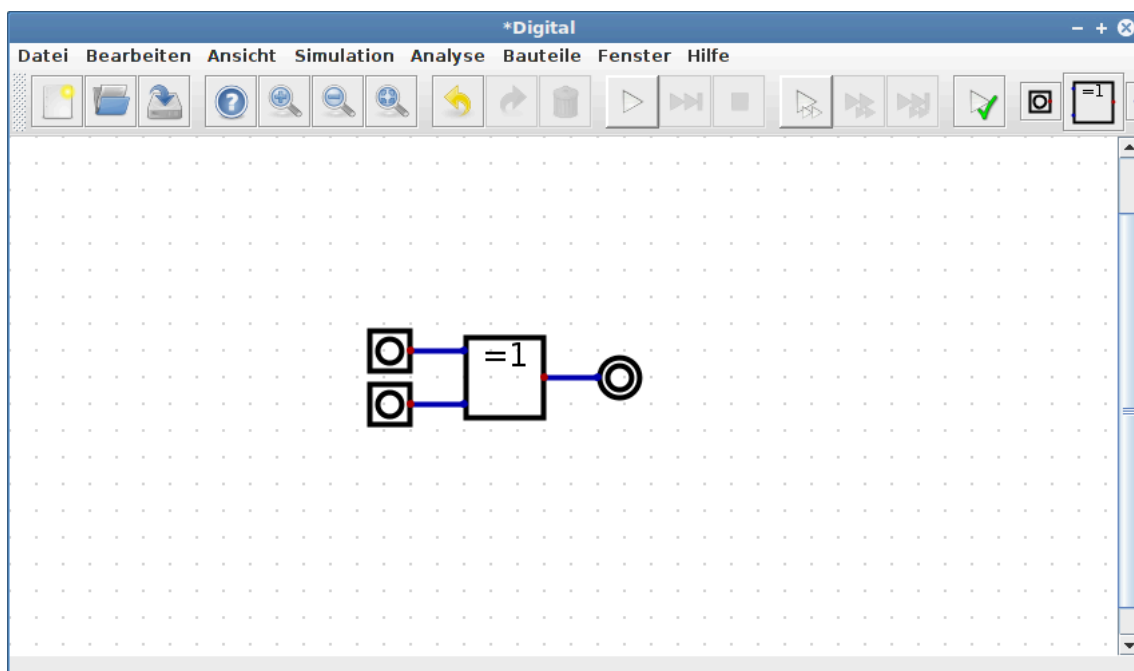 *Digital
Datei Bearbeiten Ansicht Simulation Analyse Bauteile Fenster Hilfe
=1
=1